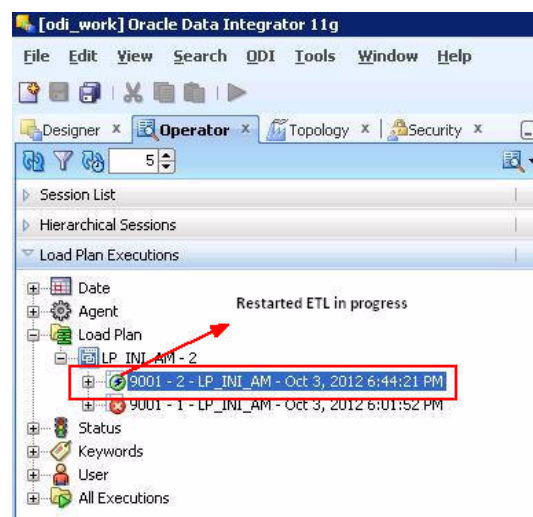 [odi_work] Oracle Data Integrator 11g
File Edit View Search ODI Tools Window Help
Designer x Operator x Topology x Security x
5
Session List
Hierarchical Sessions
Load Plan Executions
Date
Agent
Restarted ETL in progress
Load Plan
LP_INI_AM - 2
9001 - 2 - LP_INI_AM - Oct 3, 2012 6:44:21 PM
9001 - 1 - LP_INI_AM - Oct 3, 2012 6:01:52 PM
Status
Keywords
User
All Executions